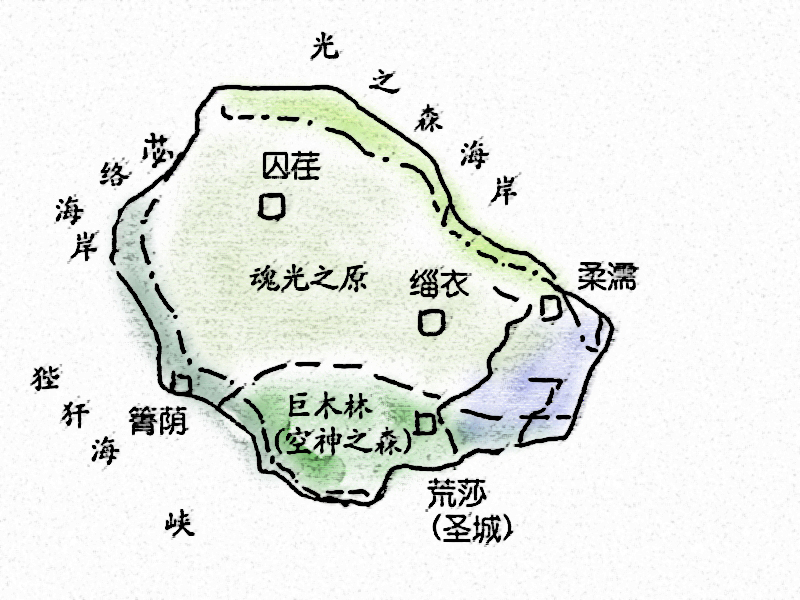 光之森海岸
苾络海岸
囚荏
魂光之原
缁衣
柔濡
狴犴海峡
箐荫
巨木林
(空神之森)
荒莎
(圣城)